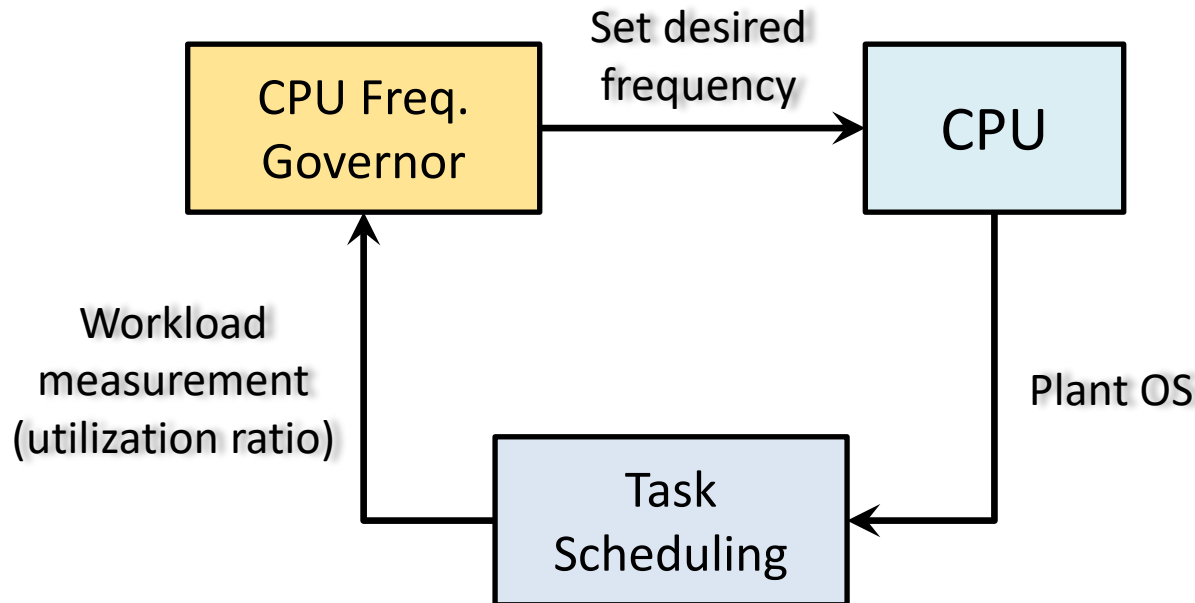 Set desired
frequency
CPU Freq.
Governor
CPU
Workload
measurement
(utilization ratio)
Plant OS
Task
Scheduling